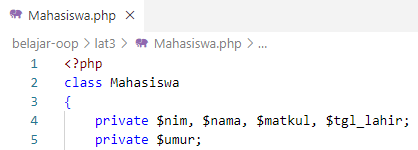 Mahasiswa.php ×
belajar-oop > lat3 > Mahasiswa.php > ...
1 <?php
2 class Mahasiswa
3 {
4 private $nim, $nama, $matkul, $tgl_lahir;
5 private $umur;